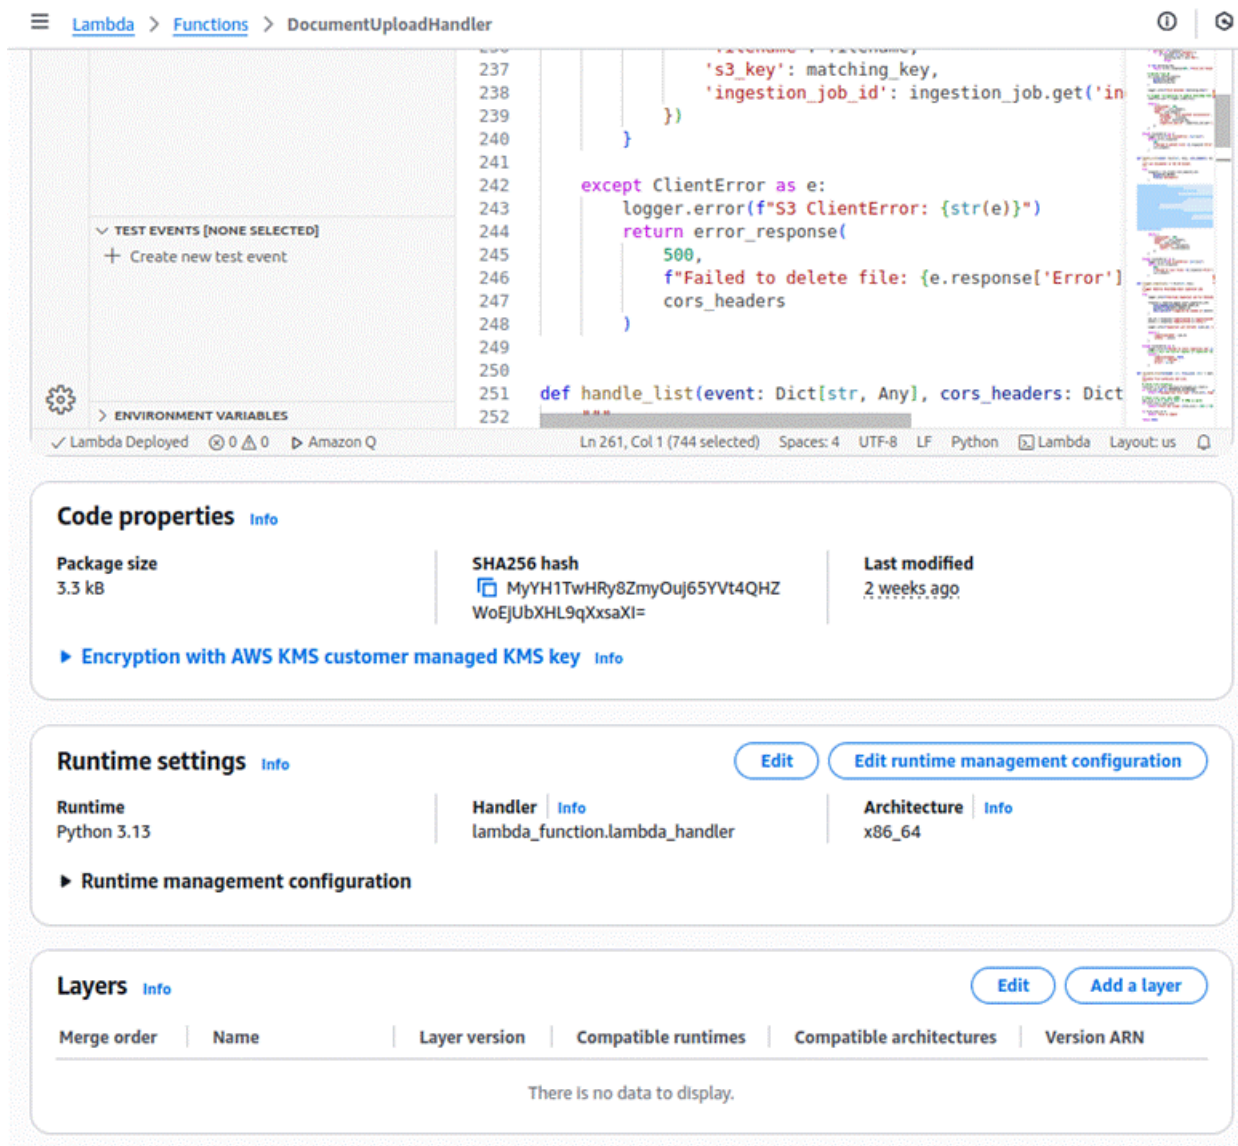 Lambda > Functions > DocumentUploadHandler
237 's3_key': matching_key,
238 'ingestion_job_id': ingestion_job.get('in
239 })
240 }
241
242 except ClientError as e:
243 logger.error(f"S3 ClientError: {str(e)}")
244 return error_response(
245 500,
246 f"Failed to delete file: {e.response['Error']
247 cors_headers
248 )
249
250
251 def handle_list(event: Dict[str, Any], cors_headers: Dict
252 """
TEST EVENTS [NONE SELECTED]
+ Create new test event
ENVIRONMENT VARIABLES
Lambda Deployed 0 0 Amazon Q Ln 261, Col 1 (744 selected) Spaces: 4 UTF-8 LF Python Lambda Layout: us
Code properties Info
Package size SHA256 hash Last modified
3.3 kB MyYH1TwHRy8ZmyOuj65YVt4QHZ 2 weeks ago
WoEjUbXHL9qXxsaXI=
Encryption with AWS KMS customer managed KMS key Info
Runtime settings Info Edit Edit runtime management configuration
Runtime Handler Info Architecture Info
Python 3.13 lambda_function.lambda_handler x86_64
Runtime management configuration
Layers Info Edit Add a layer
Merge order Name Layer version Compatible runtimes Compatible architectures Version ARN
There is no data to display.